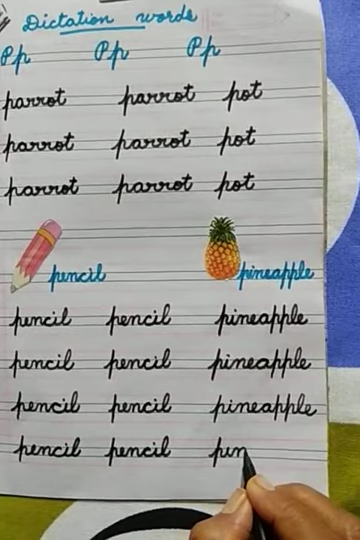 Dictation words
Pp Pp Pp
parrot parrot pot
parrot parrot pot
parrot parrot pot
pencil pineapple
pencil pencil pineapple
pencil pencil pineapple
pencil pencil pineapple
pencil pencil pin